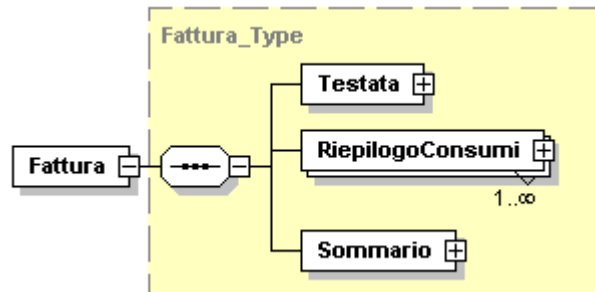 Fattura_Type
Testata
Fattura
RiepilogoConsumi
1..∞
Sommario